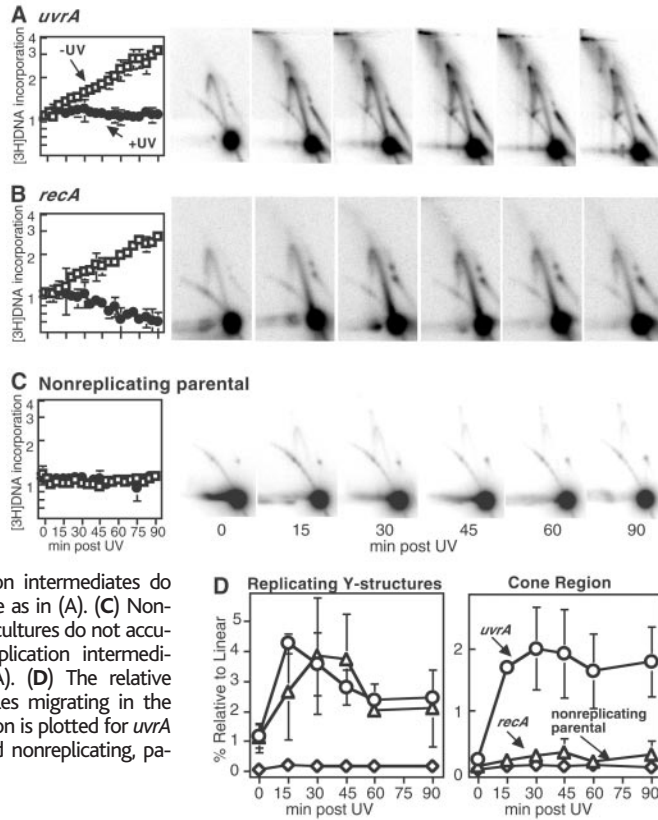 A uvrA
[3H]DNA incorporation
4
3
2
1
-UV
+UV
B recA
[3H]DNA incorporation
4
3
2
1
C Nonreplicating parental
[3H]DNA incorporation
4
3
2
1
0 15 30 45 60 75 90
min post UV
0 15 30 45 60 90
min post UV
on intermediates do
e as in (A). (C) Non-
cultures do not accu-
plication intermedi-
A). (D) The relative
les migrating in the
on is plotted for uvrA
d nonreplicating, pa-
D Replicating Y-structures
% Relative to Linear
5
4
3
2
1
0
0 15 30 45 60 75 90
min post UV
Cone Region
2
1
0
uvrA
recA
nonreplicating
parental
0 15 30 45 60 75 90
min post UV